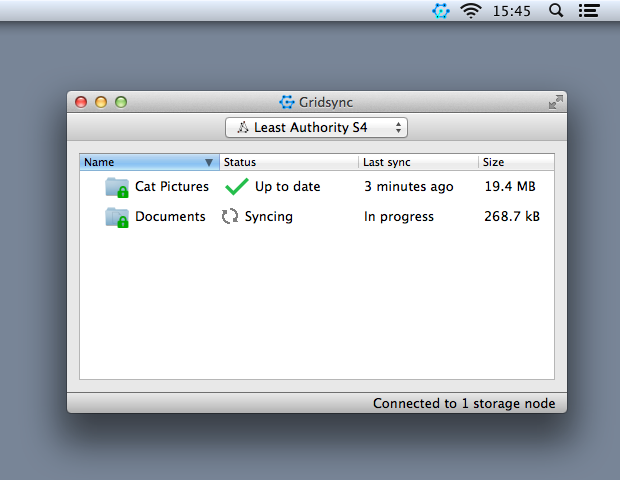 15:45
Gridsync
Least Authority S4
Name Status Last sync Size
Cat Pictures Up to date 3 minutes ago 19.4 MB
Documents Syncing In progress 268.7 kB
Connected to 1 storage node